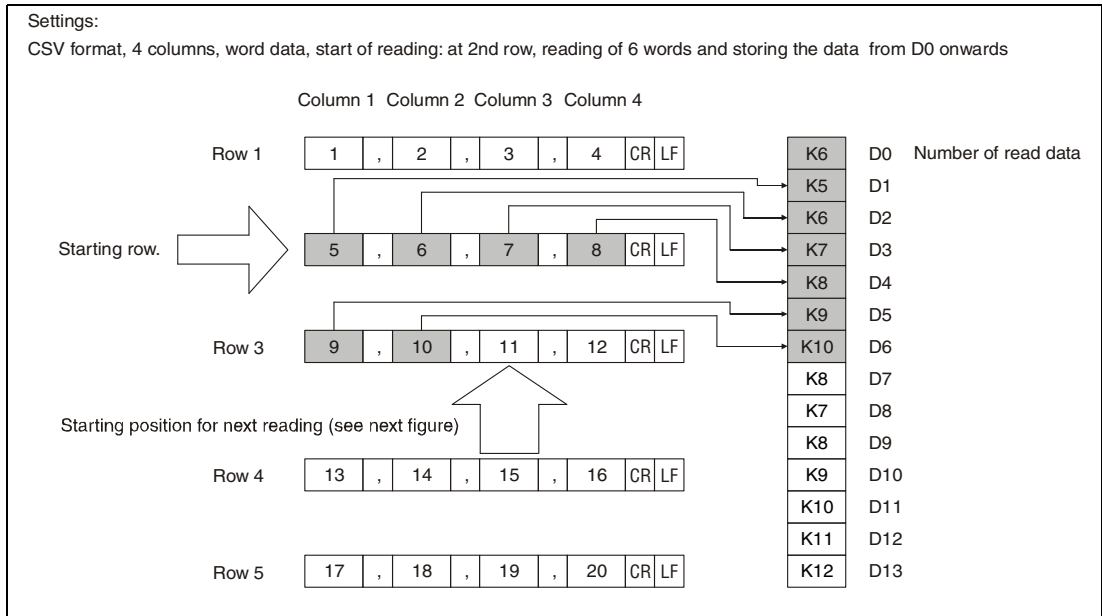 Settings:
CSV format, 4 columns, word data, start of reading: at 2nd row, reading of 6 words and storing the data from D0 onwards
Column 1 Column 2 Column 3 Column 4
Row 1 1 , 2 , 3 , 4 CR LF K6 D0 Number of read data
K5 D1
K6 D2
Starting row. 5 , 6 , 7 , 8 CR LF K7 D3
K8 D4
K9 D5
Row 3 9 , 10 , 11 , 12 CR LF K10 D6
K8 D7
K7 D8
Starting position for next reading (see next figure)
K8 D9
Row 4 13 , 14 , 15 , 16 CR LF K9 D10
K10 D11
K11 D12
Row 5 17 , 18 , 19 , 20 CR LF K12 D13